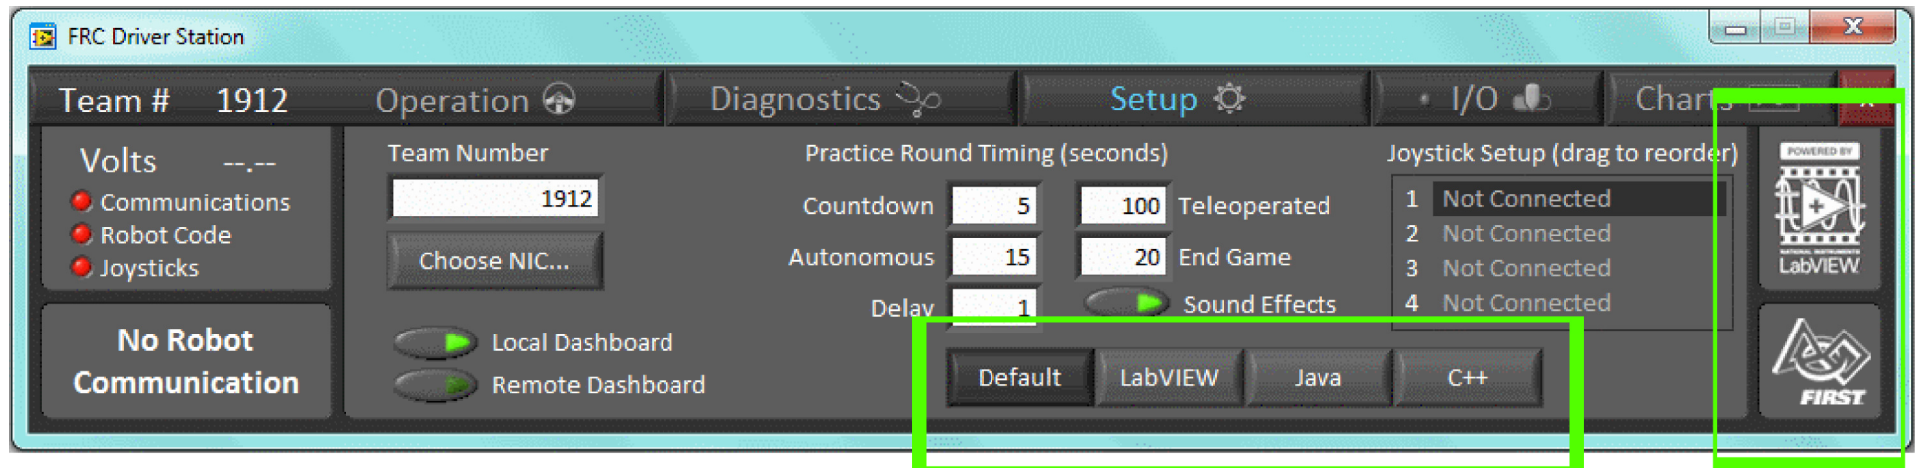 FRC Driver Station
Team # 1912 Operation Diagnostics Setup I/O Charts x
Volts --.--
Communications
Robot Code
Joysticks
No Robot
Communication
Team Number
1912
Choose NIC...
Local Dashboard
Remote Dashboard
Practice Round Timing (seconds)
Countdown 5 100 Teleoperated
Autonomous 15 20 End Game
Delay 1 Sound Effects
Default LabVIEW Java C++
Joystick Setup (drag to reorder)
1 Not Connected
2 Not Connected
3 Not Connected
4 Not Connected
POWERED BY
NATIONAL INSTRUMENTS
LabVIEW
FIRST